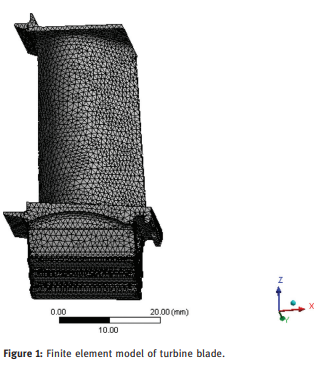 Z
X
Y
0.00 20.00 (mm)
10.00
Figure 1: Finite element model of turbine blade.